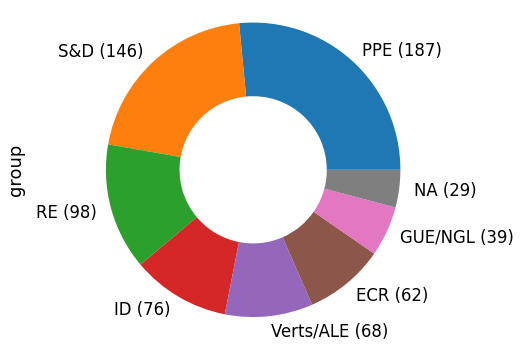 PPE (187)
S&D (146)
RE (98)
ID (76)
Verts/ALE (68)
ECR (62)
GUE/NGL (39)
NA (29)
group